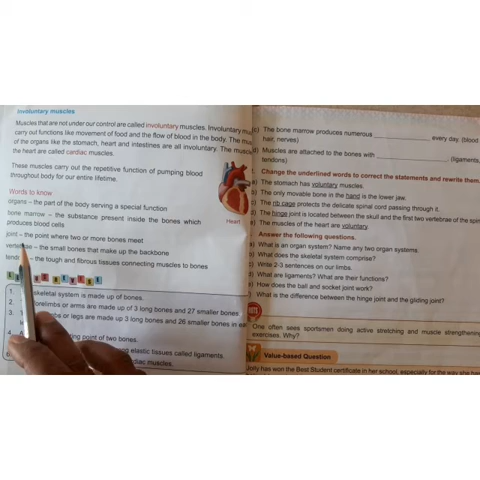 Involuntary muscles
Muscles that are not under our control are called involuntary muscles. Involuntary
carry out functions like movement of food and the flow of blood in the body. The
of the organs like the stomach, heart and intestines are all involuntary. The muscle
the heart are called cardiac muscles.
These muscles carry out the repetitive function of pumping blood
throughout body for our entire lifetime.
Words to know
organs – the part of the body serving a special function
bone marrow – the substance present inside the bones which
produces blood cells
joint – the point where two or more bones meet
– the small bones that make up the backbone
– the tough and fibrous tissues connecting muscles to bones
Heart
1. skeletal system is made up of bones.
2. forelimbs or arms are made up of 3 long bones and 27 smaller bones
3. or legs are made up 3 long bones and 26 smaller bones in
4. point of two bones.
elastic tissues called ligaments.
cardiac muscles.
c) The bone marrow produces numerous ________ every day. (blood
hair, nerves)
d) Muscles are attached to the bones with ________ (ligaments,
tendons)
Change the underlined words to correct the statements and rewrite them.
a) The stomach has voluntary muscles.
b) The only movable bone in the hand is the lower jaw.
c) The rib cage protects the delicate spinal cord passing through it.
d) The hinge joint is located between the skull and the first two vertebrae of the
e) The muscles of the heart are voluntary.
Answer the following questions.
What is an organ system? Name any two organ systems.
What does the skeletal system comprise?
Write 2-3 sentences on our limbs.
What are ligaments? What are their functions?
How does the ball and socket joint work?
What is the difference between the hinge joint and the gliding joint?
One often sees sportsmen doing active stretching and muscle strengthening
exercises. Why?
Value-based Question
Jolly has won the Best Student certificate in her school, especially for the way she